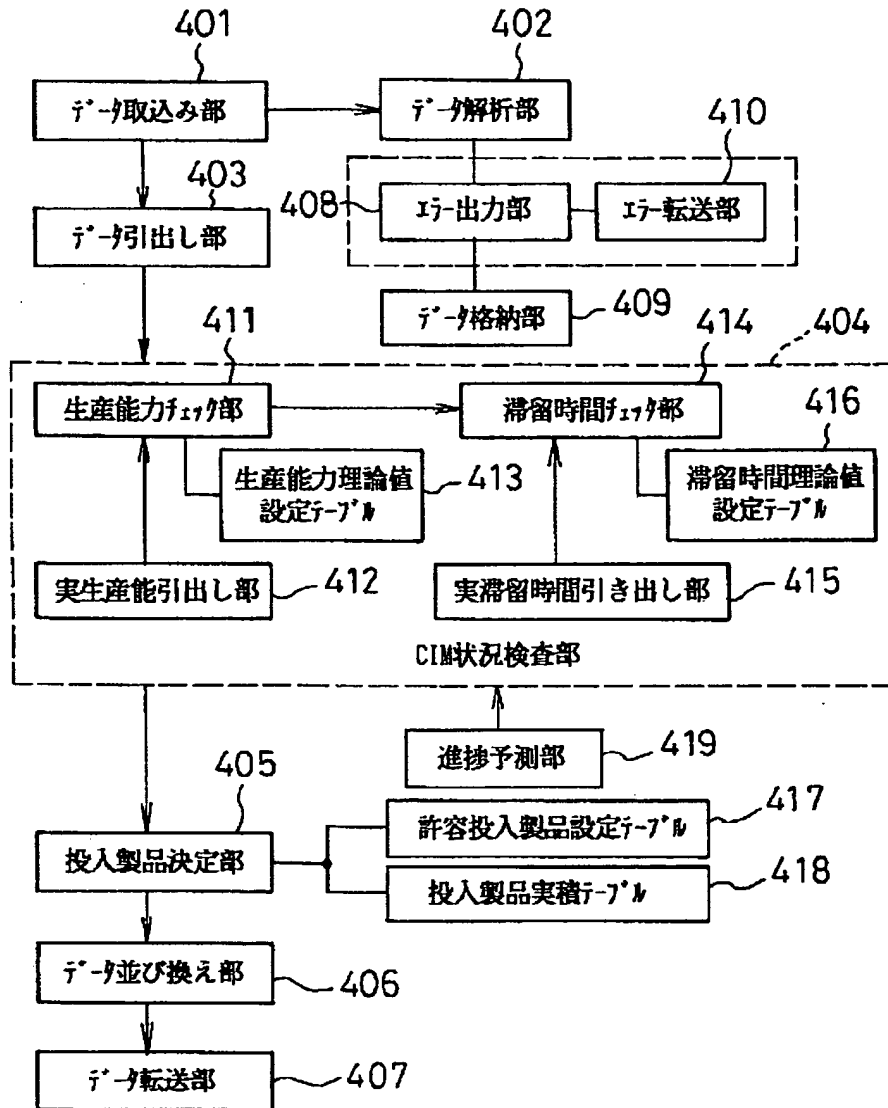 401
402
データ取込み部
データ解析部
410
403
408
エラー出力部
エラー転送部
データ引出し部
データ格納部
409
411
414
404
生産能力チェック部
滞留時間チェック部
416
生産能力理論値
設定テーブル
413
滞留時間理論値
設定テーブル
実生産能引出し部
412
実滞留時間引き出し部
415
CIM状況検査部
進捗予測部
419
405
417
許容投入製品設定テーブル
投入製品決定部
418
投入製品実積テーブル
データ並び換え部
406
データ転送部
407